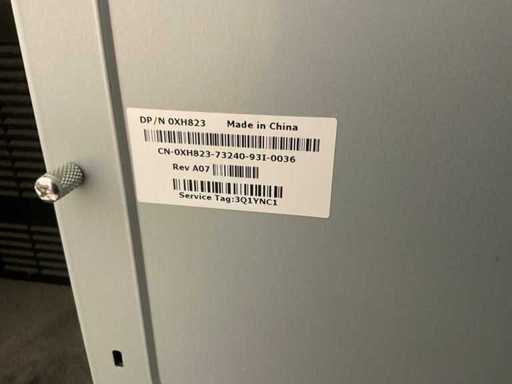 DP/N 0XH823 Made in China
CN-0XH823-73240-93I-0036
Rev A07
Service Tag:3Q1YNC1